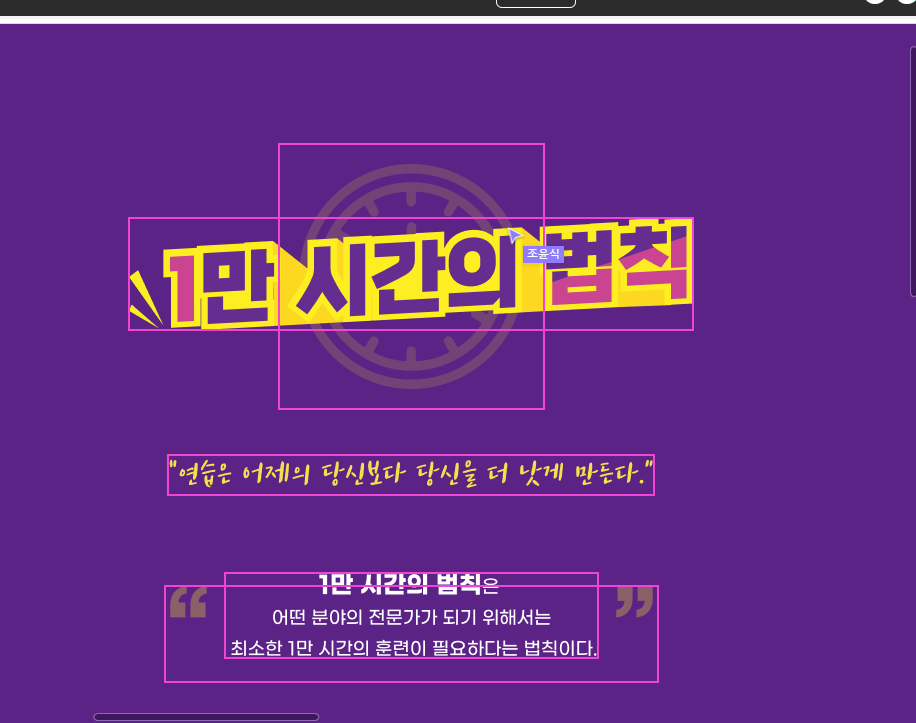 1만 시간의 법칙
조윤식
"연습은 어제의 당신보다 당신을 더 낫게 만든다."
“ 1만 시간의 법칙은 ”
어떤 분야의 전문가가 되기 위해서는
최소한 1만 시간의 훈련이 필요하다는 법칙이다.